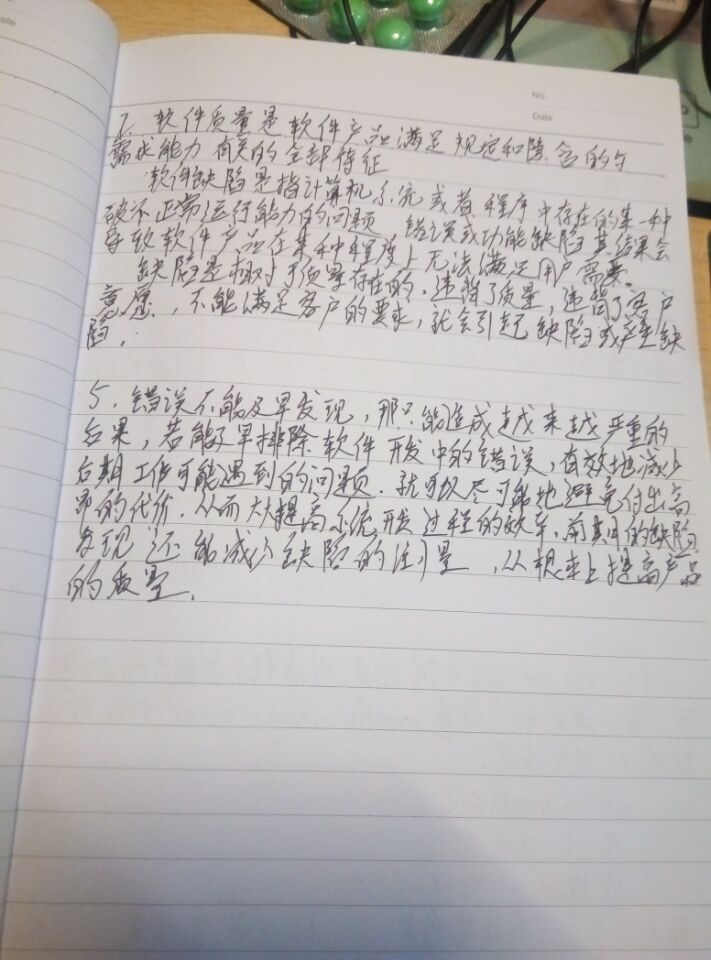 No.
Date
Date
2. 软件质量是软件产品满足规定和隐含的与
需求能力有关的全部特征
软件缺陷是指计算机系统或者程序中存在的某一种
破坏正常运行能力的问题、错误或功能缺陷其结果会
导致软件产品在某种程度上无法满足用户需要。
缺陷是相对于质量存在的,违背了质量,违背了客户
意愿,不能满足客户的要求,就会引起缺陷或产生缺
陷.
5.错误不能及早发现,那只能造成越来越严重的
后果,若能及早排除软件开发中的错误,有效地减少
后期工作可能遇到的问题.就可以尽可能地避免付出高
昂的代价.从而大大提高系统开发过程的效率,前期的缺陷
发现还能减少缺陷的注引量,从根本上提高产品
的质量.